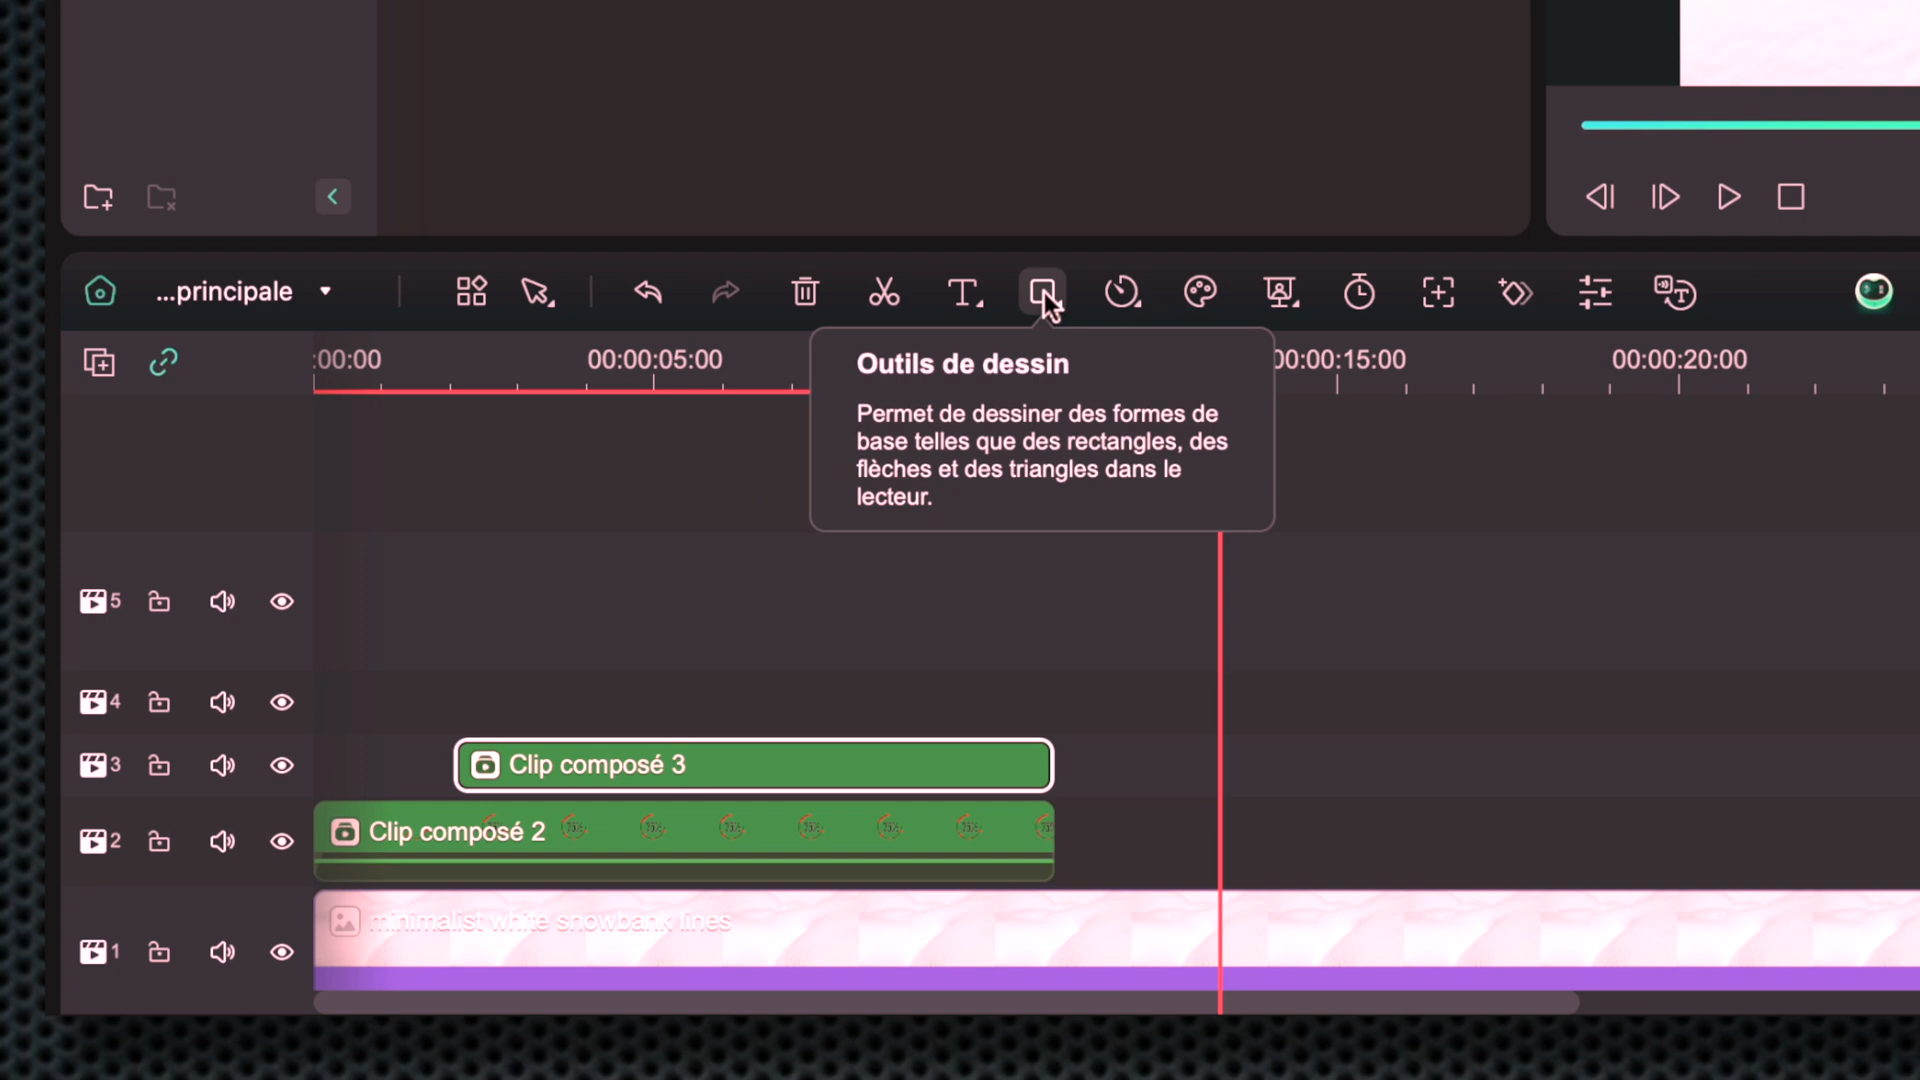 ...principale
:00:00
00:00:05:00
00:00:15:00
00:00:20:00
Outils de dessin
Permet de dessiner des formes de
base telles que des rectangles, des
flèches et des triangles dans le
lecteur.
5
4
3
Clip composé 3
2
Clip composé 2
1
minimalist white snowbank lines